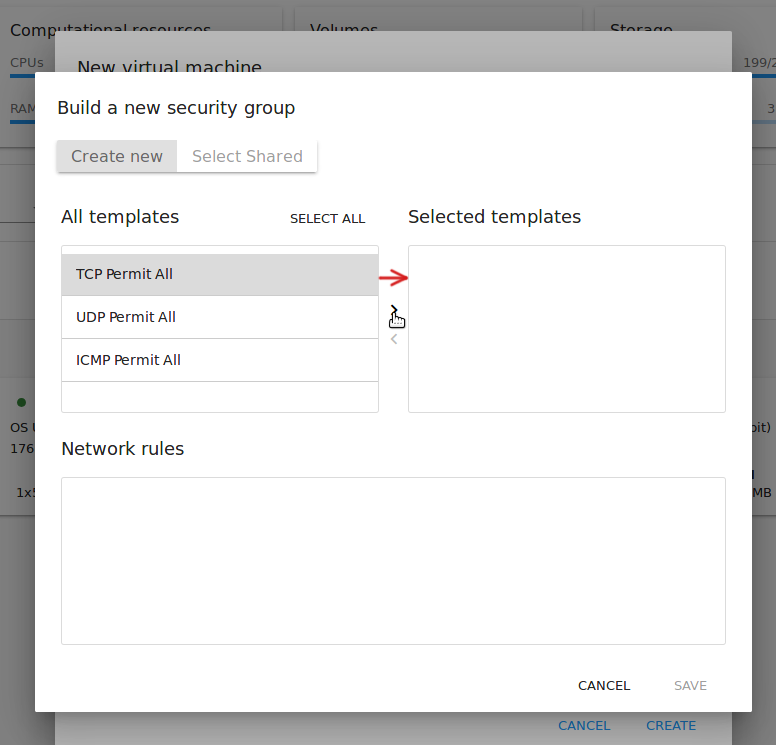 Computational resources
Volumes
Storage
CPUs
199/2
New virtual machine
RAM
3
Build a new security group
Create new
Select Shared
All templates
SELECT ALL
Selected templates
TCP Permit All
UDP Permit All
ICMP Permit All
OS U
bit)
176
Network rules
1x5
MB
CANCEL
SAVE
CANCEL
CREATE